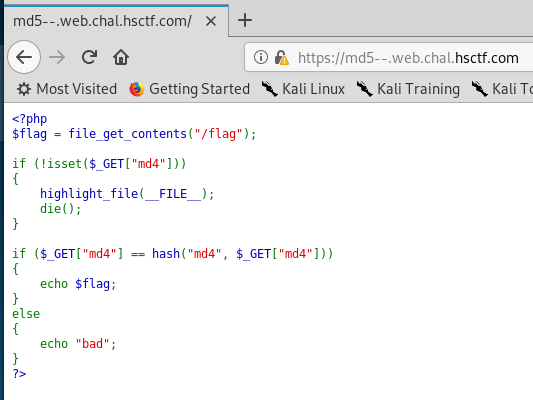 md5--.web.chal.hsctf.com/
https://md5--.web.chal.hsctf.com
Most Visited Getting Started Kali Linux Kali Training Kali To
<?php
$flag = file_get_contents("/flag");
if (!isset($_GET["md4"]))
{
    highlight_file(__FILE__);
    die();
}
if ($_GET["md4"] == hash("md4", $_GET["md4"]))
{
    echo $flag;
}
else
{
    echo "bad";
}
?>